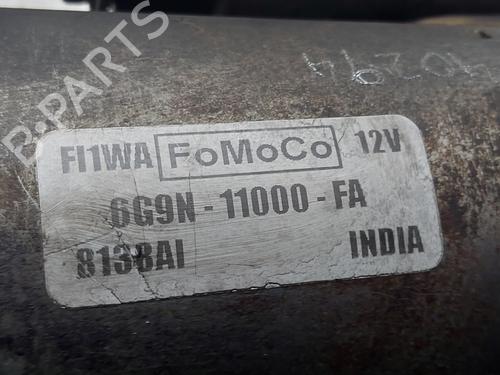 B-PARTS
FI1WA FoMoCo 12V
6G9N - 11000 - FA
8138AI INDIA